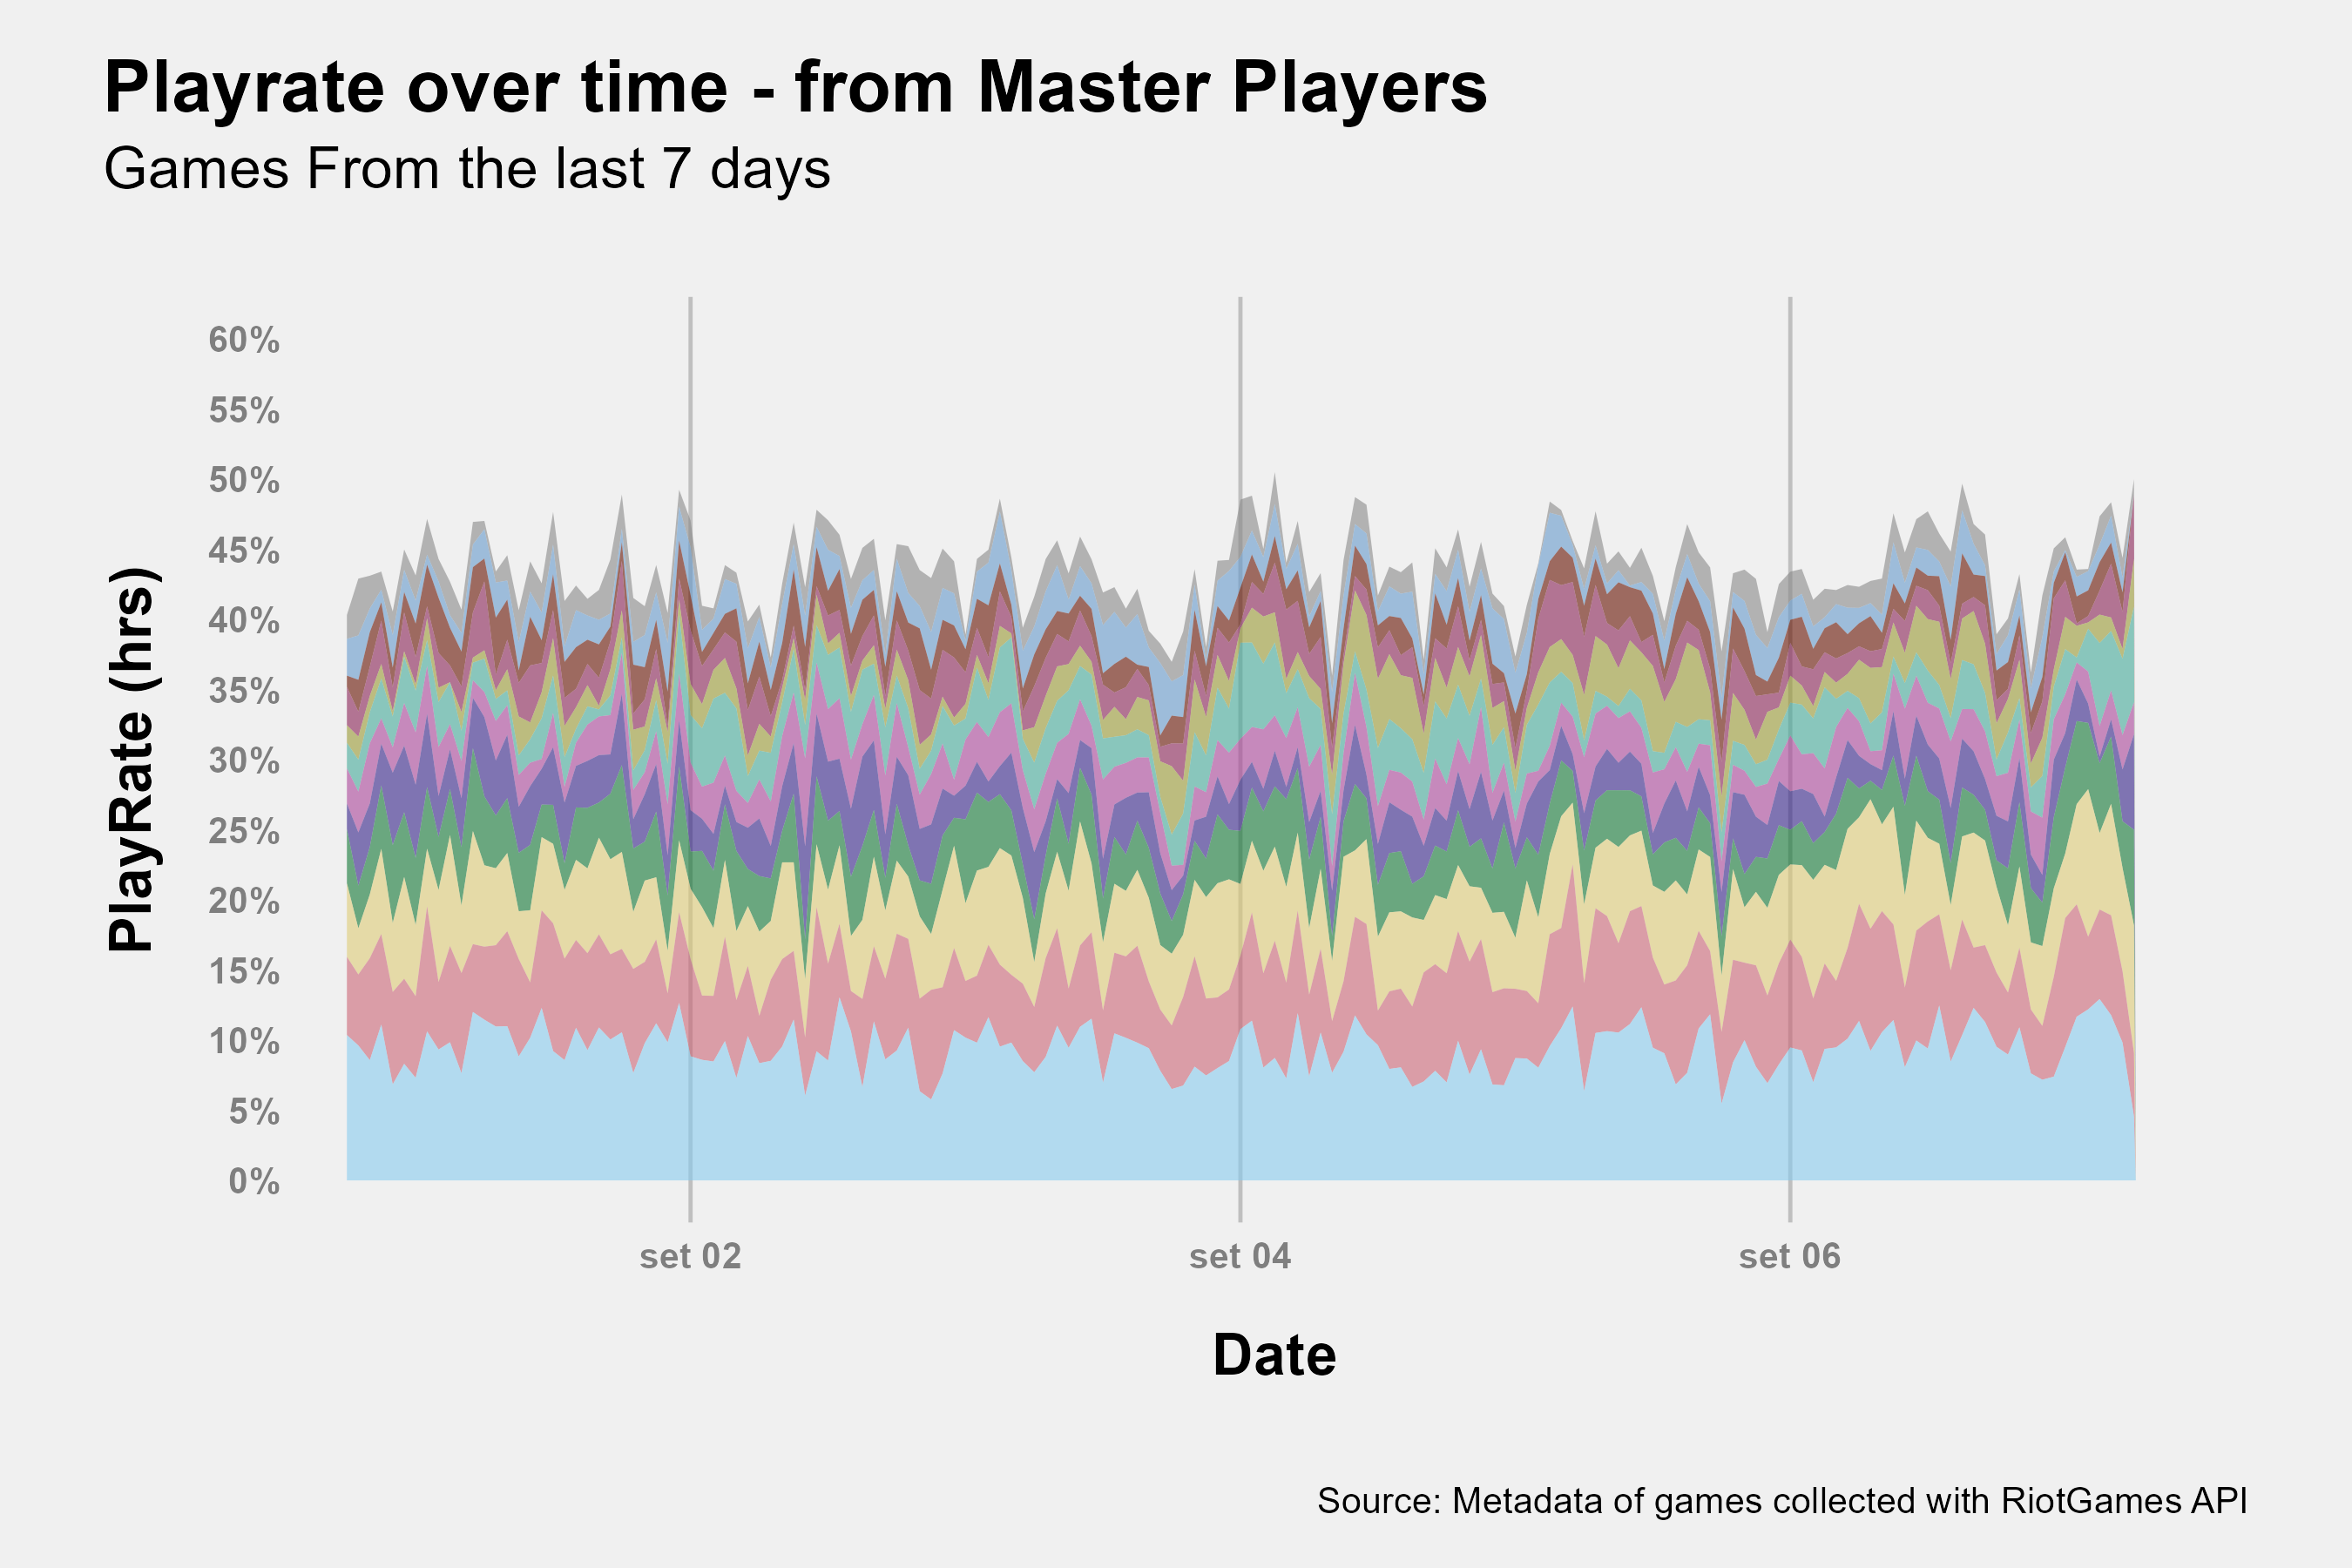 Playrate over time - from Master Players
Games From the last 7 days
60%
55%
50%
45%
40%
35%
30%
25%
20%
15%
10%
5%
0%
PlayRate (hrs)
set 02
set 04
set 06
Date
Source: Metadata of games collected with RiotGames API